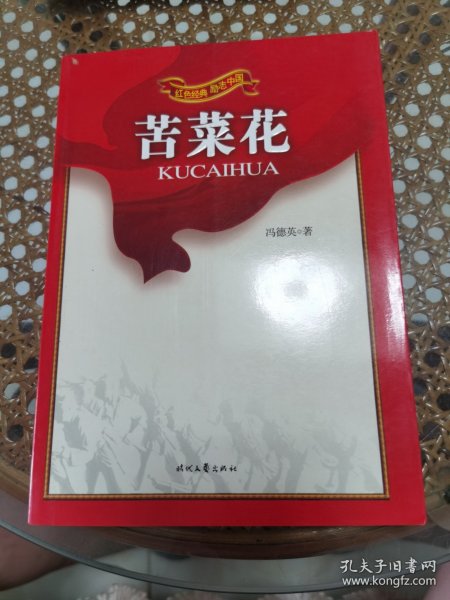 红色经典 励志中国
苦菜花
KUCAIHUA
冯德英◎著
时代文艺出版社
孔夫子旧书网
www.kongfz.com